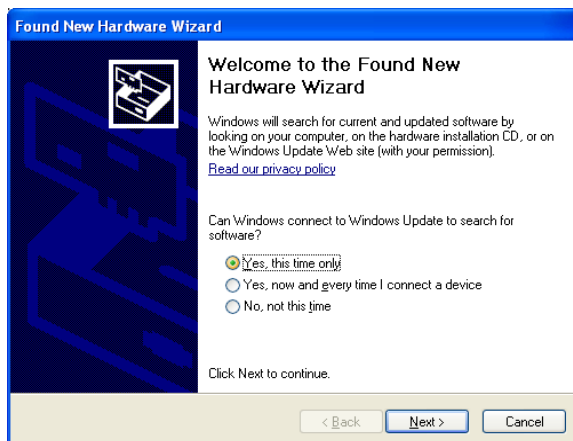 Found New Hardware Wizard
Welcome to the Found New
Hardware Wizard
Windows will search for current and updated software by
looking on your computer, on the hardware installation CD, or on
the Windows Update Web site (with your permission).
Read our privacy policy
Can Windows connect to Windows Update to search for
software?
Yes, this time only
Yes, now and every time I connect a device
No, not this time
Click Next to continue.
< Back
Next >
Cancel